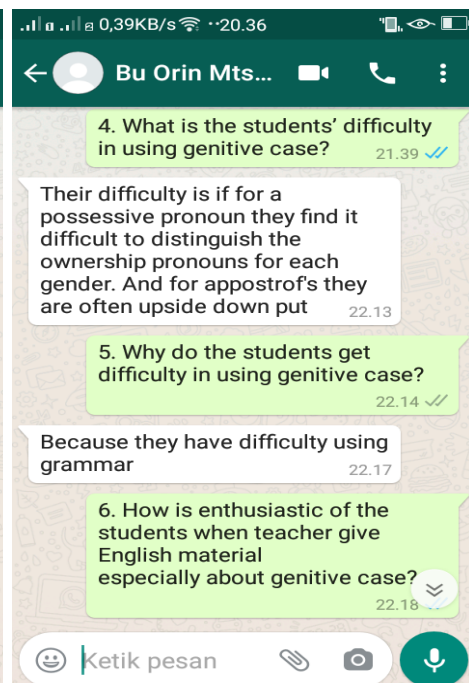 0,39KB/s ··20.36
Bu Orin Mts...
4. What is the students' difficulty
in using genitive case?
21.39
Their difficulty is if for a
possessive pronoun they find it
difficult to distinguish the
ownership pronouns for each
gender. And for appostrof's they
are often upside down put
22.13
5. Why do the students get
difficulty in using genitive case?
22.14
Because they have difficulty using
grammar
22.17
6. How is enthusiastic of the
students when teacher give
English material
especially about genitive case?
22.18
Ketik pesan